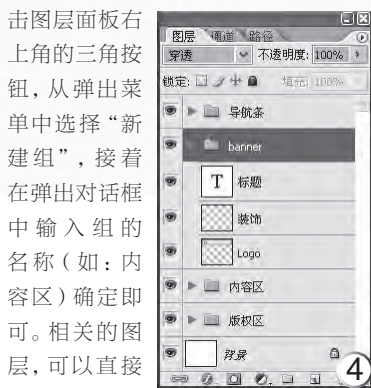 击图层面板右
上角的三角按
钮，从弹出菜
单中选择“新
建组”，接着
在弹出对话框
中输入组的
名称（如：内
容区）确定即
可。相关的图
层，可以直接
图层 通道 路径
穿透 不透明度: 100%
锁定: 填充: 100%
导航条
banner
T 标题
装饰
Logo
内容区
版权区
背景
4